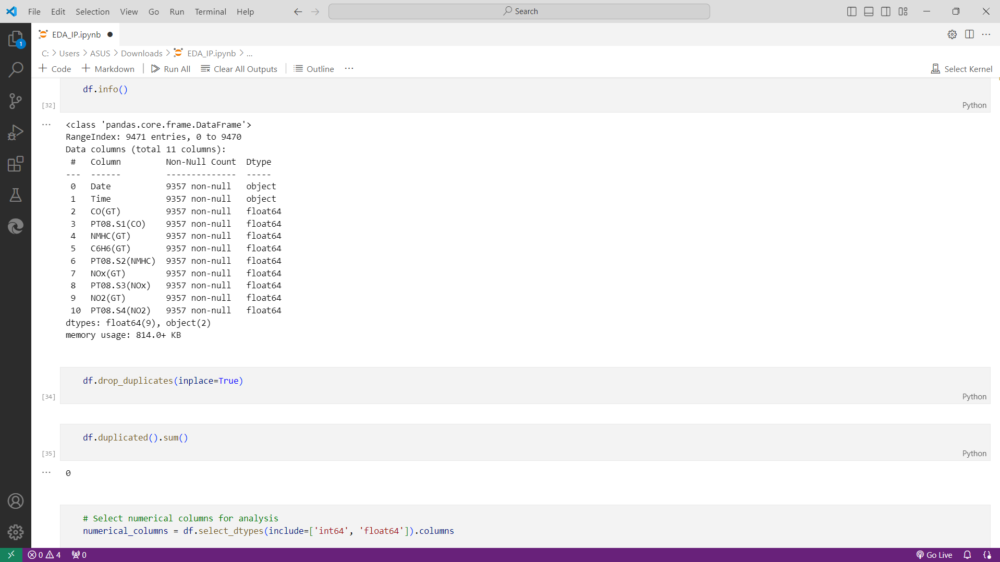 File Edit Selection View Go Run Terminal Help Search
EDA_IP.ipynb
C: > Users > ASUS > Downloads > EDA_IP.ipynb > ...
+ Code + Markdown | Run All Clear All Outputs | Outline ... Select Kernel
df.info()
[32] Python
... <class 'pandas.core.frame.DataFrame'>
RangeIndex: 9471 entries, 0 to 9470
Data columns (total 11 columns):
 #   Column         Non-Null Count  Dtype
---  ------         --------------  -----
 0   Date           9357 non-null   object
 1   Time           9357 non-null   object
 2   CO(GT)         9357 non-null   float64
 3   PT08.S1(CO)    9357 non-null   float64
 4   NMHC(GT)       9357 non-null   float64
 5   C6H6(GT)       9357 non-null   float64
 6   PT08.S2(NMHC)  9357 non-null   float64
 7   NOx(GT)        9357 non-null   float64
 8   PT08.S3(NOx)   9357 non-null   float64
 9   NO2(GT)        9357 non-null   float64
 10  PT08.S4(NO2)   9357 non-null   float64
dtypes: float64(9), object(2)
memory usage: 814.0+ KB
df.drop_duplicates(inplace=True)
[34] Python
df.duplicated().sum()
[35] Python
... 0
# Select numerical columns for analysis
numerical_columns = df.select_dtypes(include=['int64', 'float64']).columns
0 4 0 Go Live
1